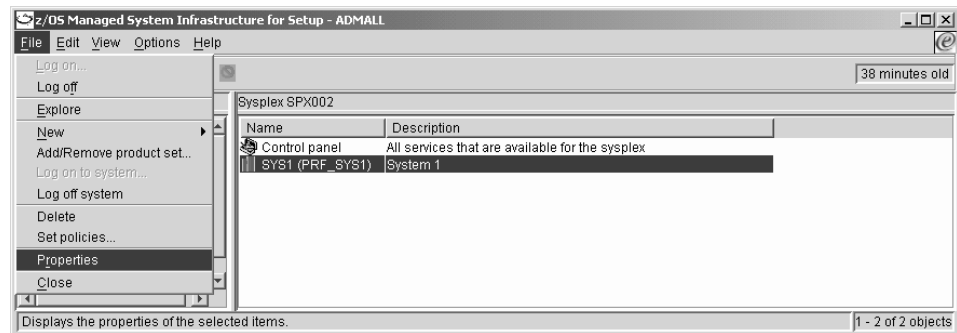 z/OS Managed System Infrastructure for Setup - ADMALL
File Edit View Options Help
Log on...
Log off
Explore
New
Add/Remove product set...
Log on to system...
Log off system
Delete
Set policies...
Properties
Close
38 minutes old
Sysplex SPX002
Name Description
Control panel All services that are available for the sysplex
SYS1 (PRF_SYS1) System 1
Displays the properties of the selected items.
1 - 2 of 2 objects